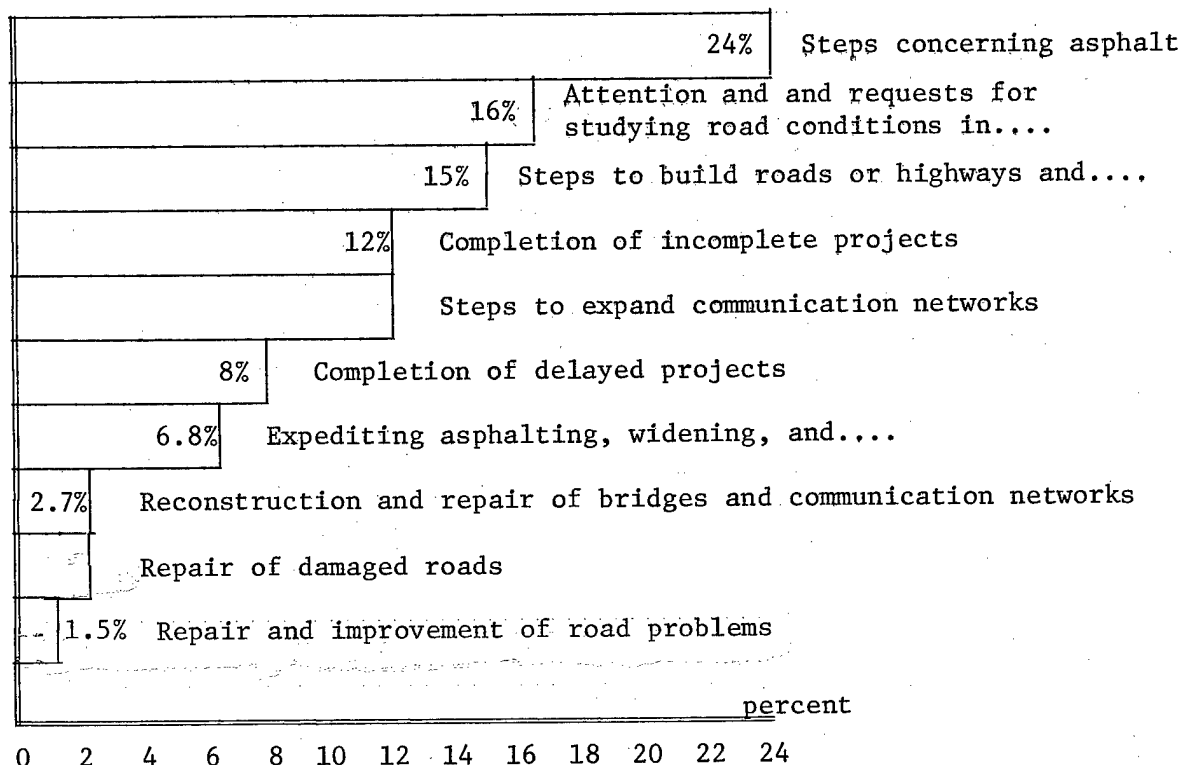 24% Steps concerning asphalt
16% Attention and and requests for
studying road conditions in....
15% Steps to build roads or highways and....
12% Completion of incomplete projects
Steps to expand communication networks
8% Completion of delayed projects
6.8% Expediting asphalting, widening, and....
2.7% Reconstruction and repair of bridges and communication networks
Repair of damaged roads
1.5% Repair and improvement of road problems
percent
0 2 4 6 8 10 12 14 16 18 20 22 24